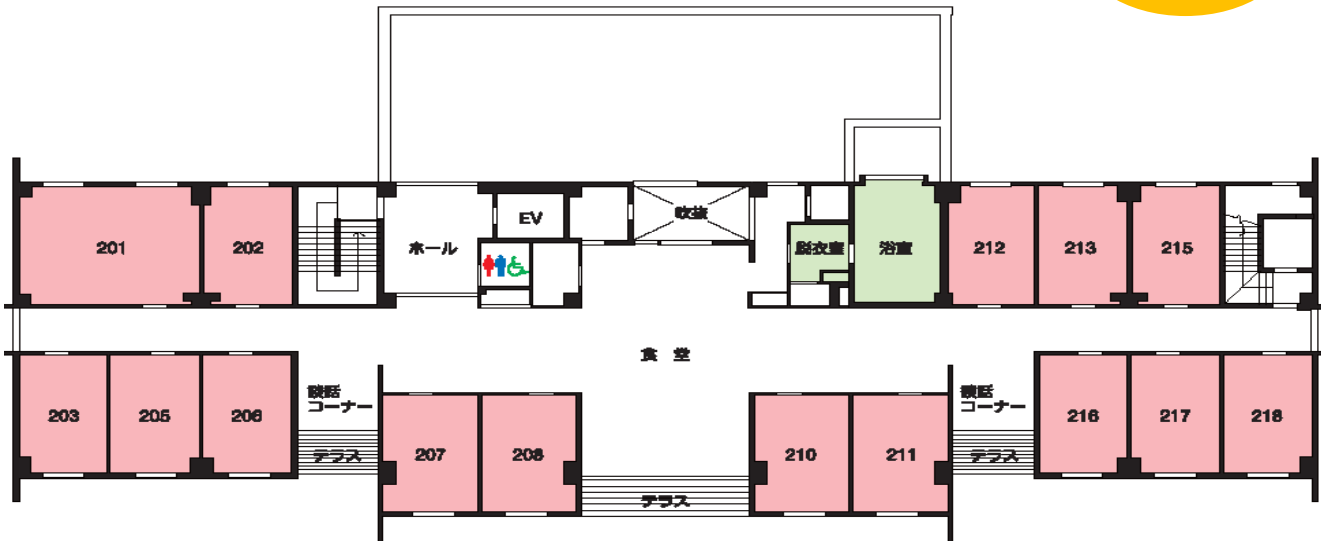 201
202
ホール
EV
吹抜
脱衣室
浴室
212
213
215
食堂
203
205
206
談話
コーナー
テラス
207
208
テラス
210
211
談話
コーナー
テラス
216
217
218